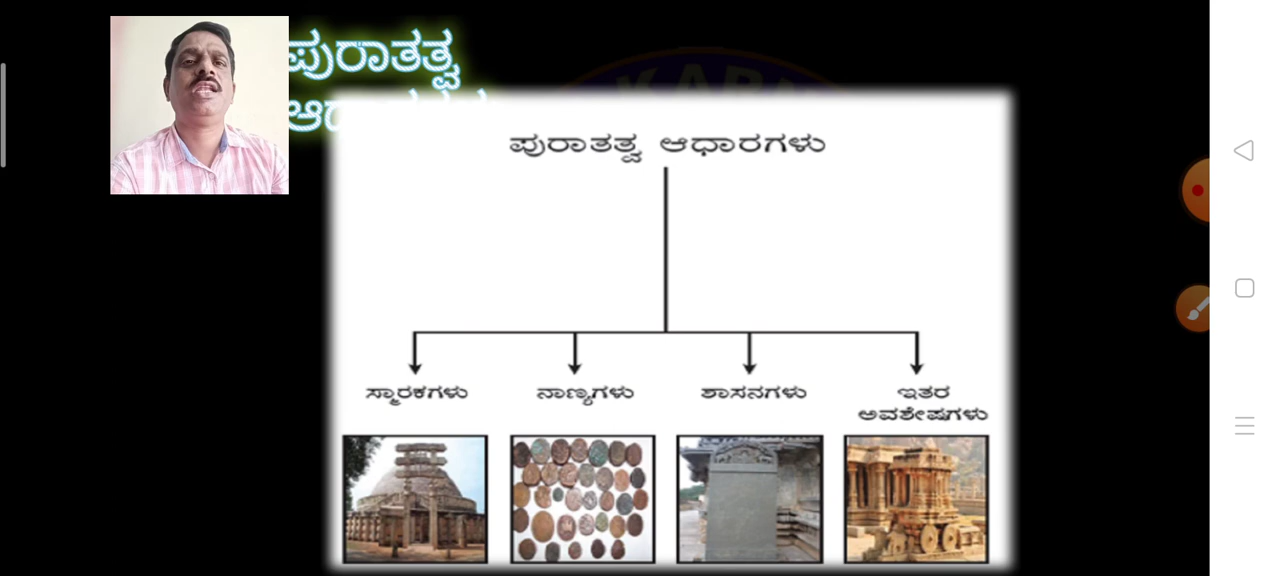 ಪುರಾತತ್ವ
ಪುರಾತತ್ವ ಆಧಾರಗಳು
ಸ್ಮಾರಕಗಳು
ನಾಣ್ಯಗಳು
ಶಾಸನಗಳು
ಇತರ
ಅವಶೇಷಗಳು